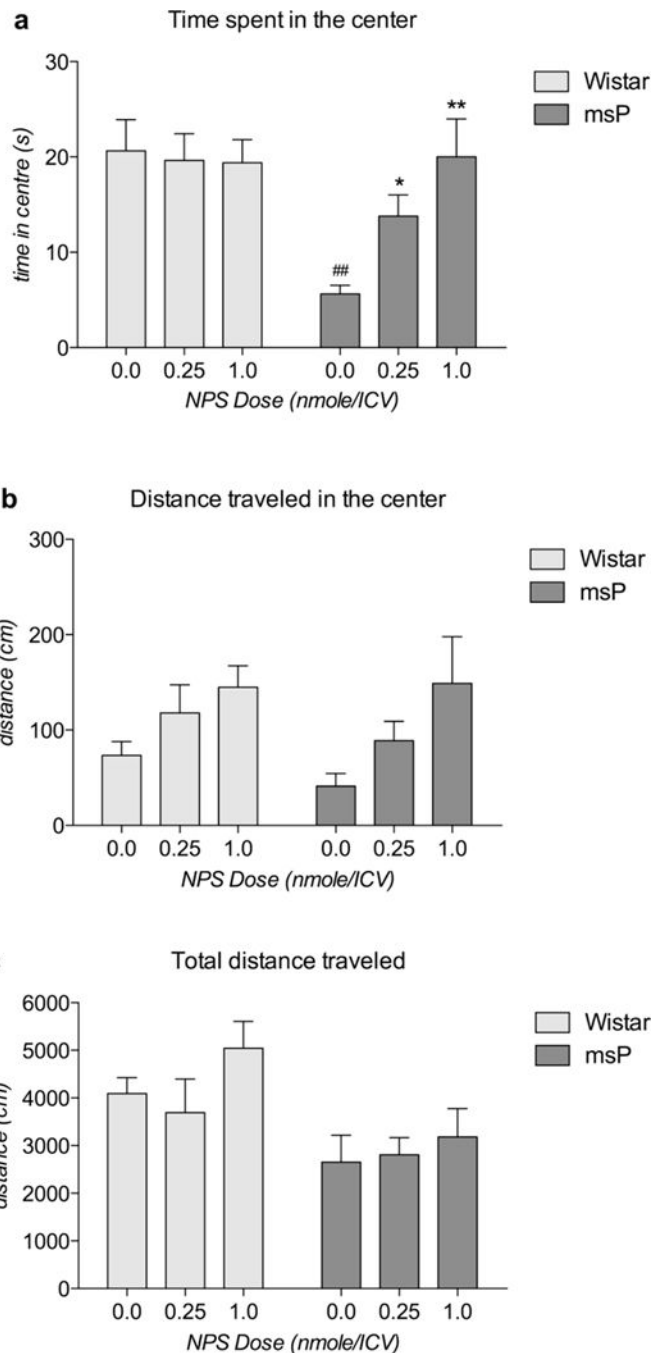 a
Time spent in the center
time in centre (s)
30
20
10
0
##
*
**
0.0 0.25 1.0 0.0 0.25 1.0
NPS Dose (nmole/ICV)
Wistar
msP
b
Distance traveled in the center
distance (cm)
300
200
100
0
0.0 0.25 1.0 0.0 0.25 1.0
NPS Dose (nmole/ICV)
Wistar
msP
Total distance traveled
distance (cm)
6000
5000
4000
3000
2000
1000
0
0.0 0.25 1.0 0.0 0.25 1.0
NPS Dose (nmole/ICV)
Wistar
msP